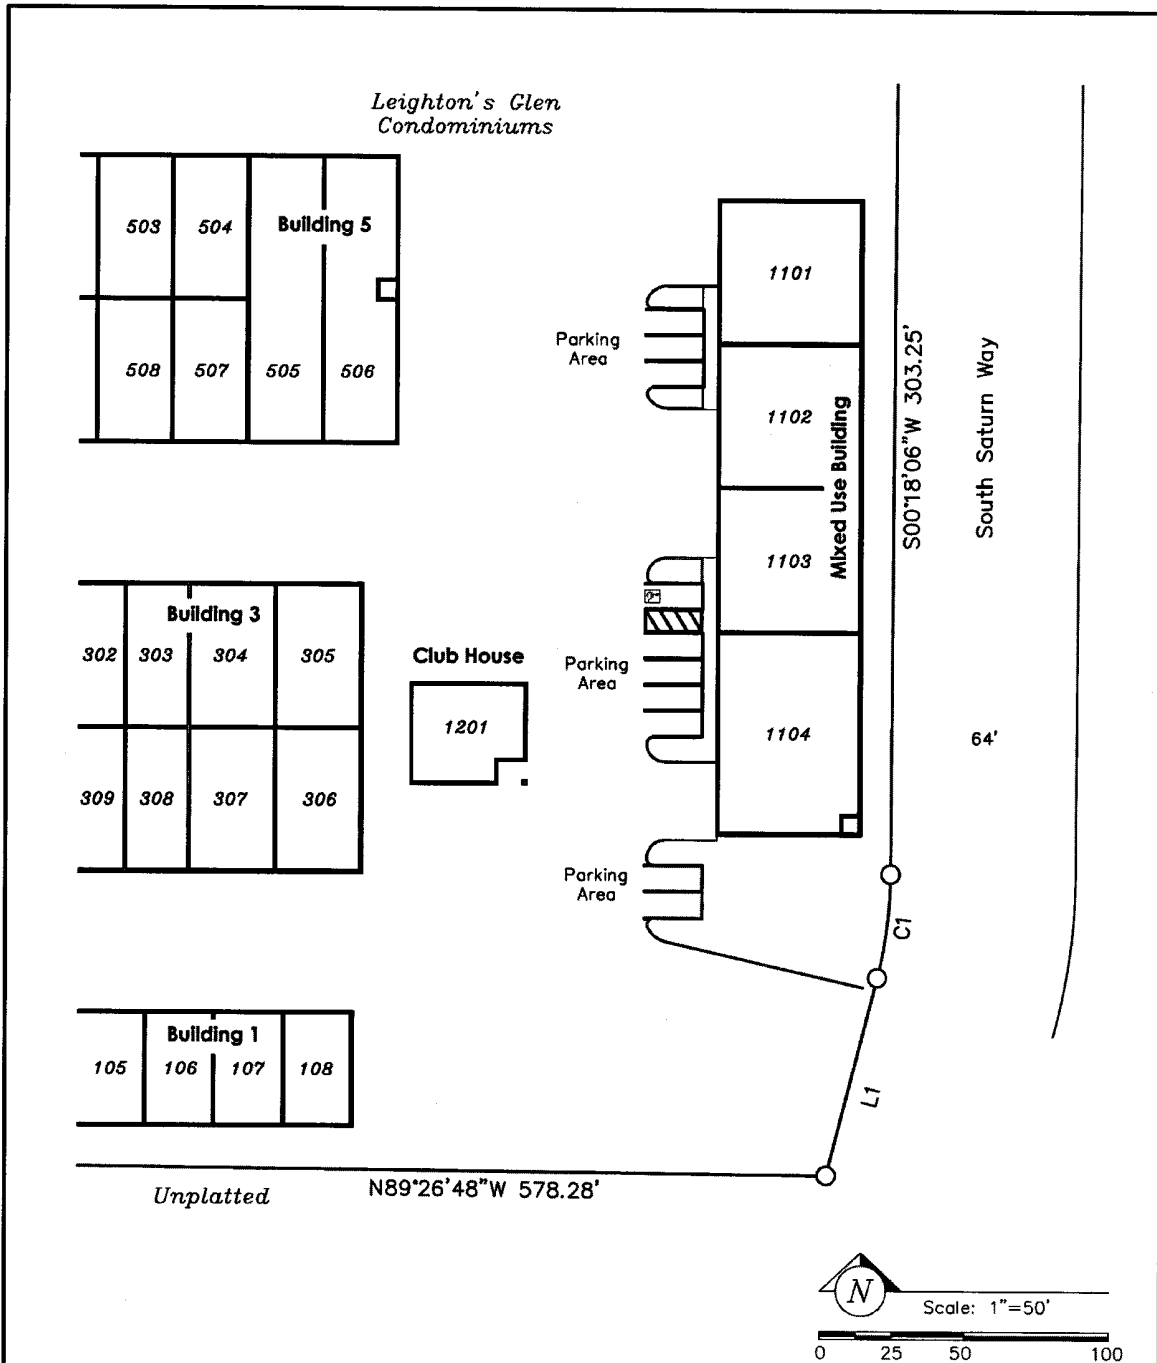 Leighton's Glen
Condominiums
503
504
Building 5
508
507
505
506
Parking
Area
1101
1102
1103
1104
Mixed Use Building
S00°18'06"W 303.25'
South Saturn Way
64'
Building 3
302
303
304
305
309
308
307
306
Club House
1201
Parking
Area
Parking
Area
C1
L1
Building 1
105
106
107
108
Unplatted
N89°26'48"W 578.28'
N
Scale: 1"=50'
0 25 50 100